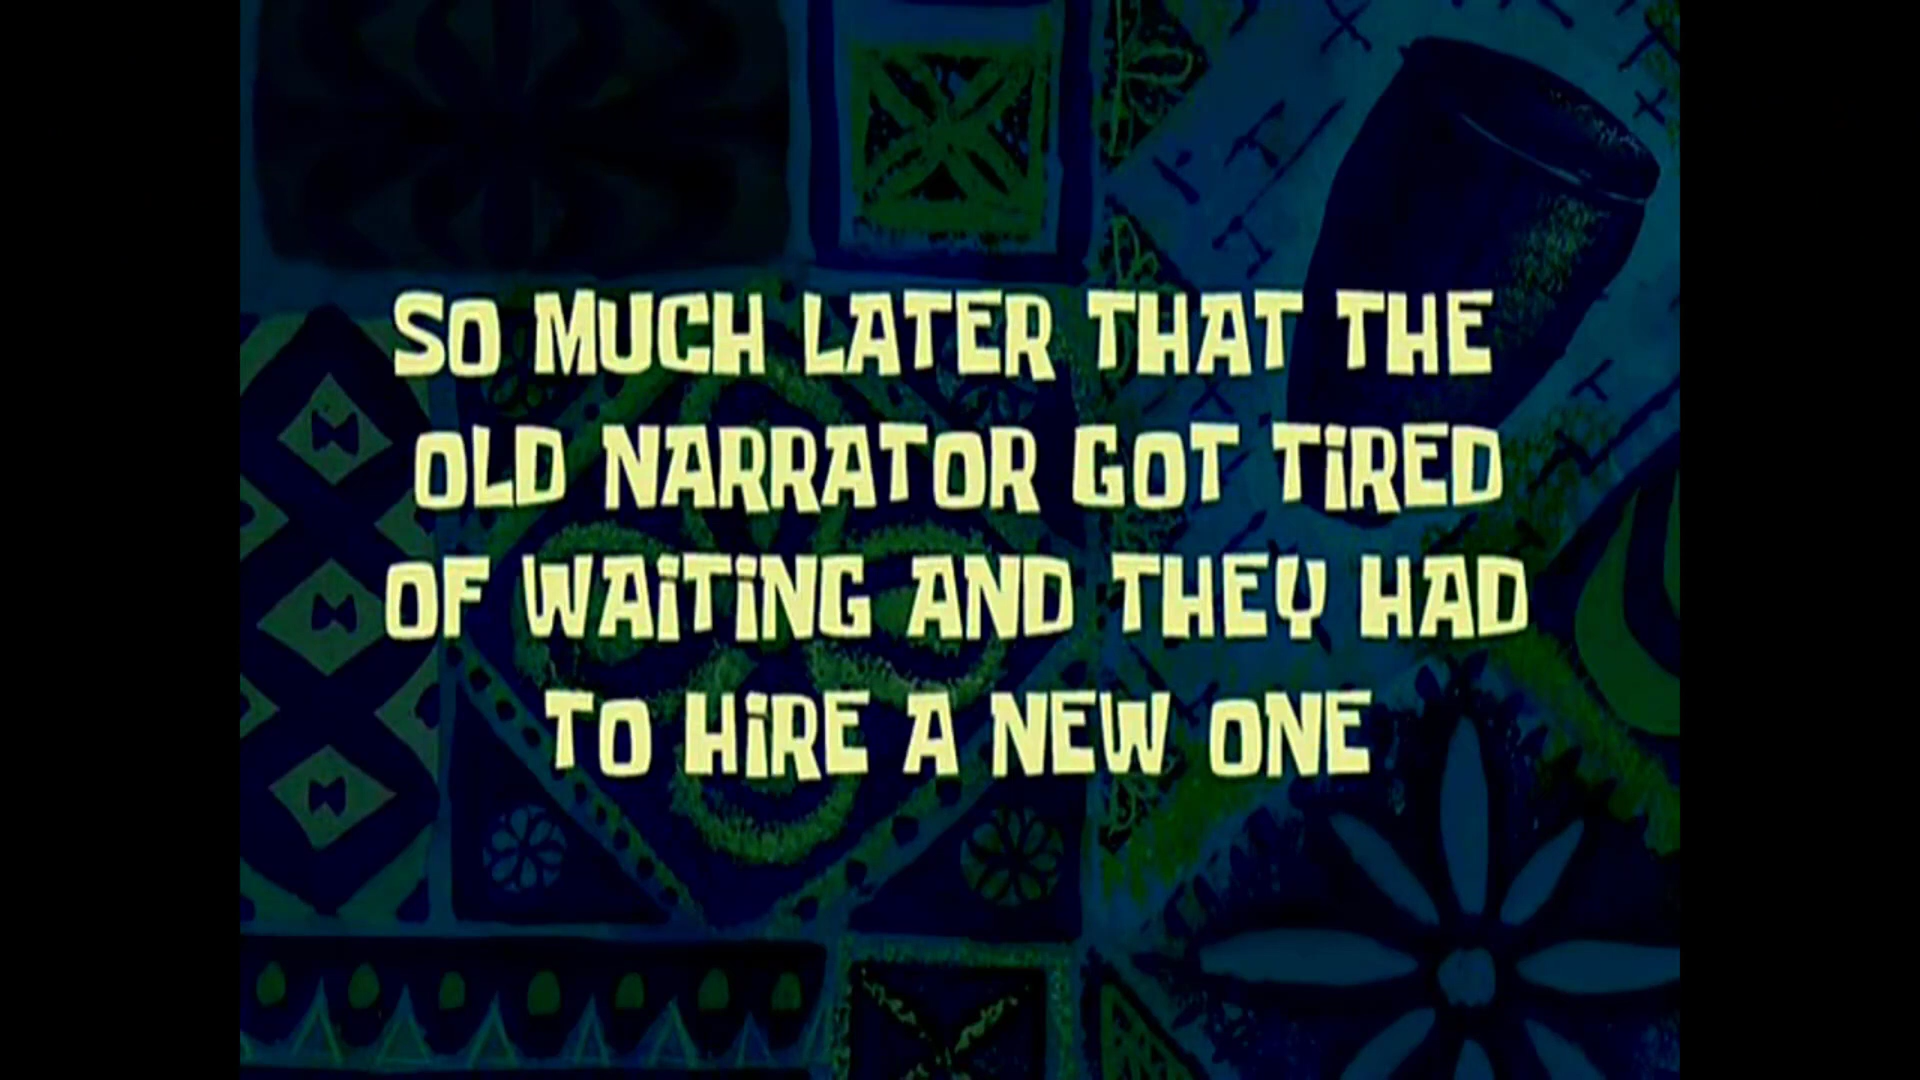 SO MUCH LATER THAT THE
OLD NARRATOR GOT TiRED
OF WAiTiNG AND THEY HAD
TO HiRE A NEW ONE